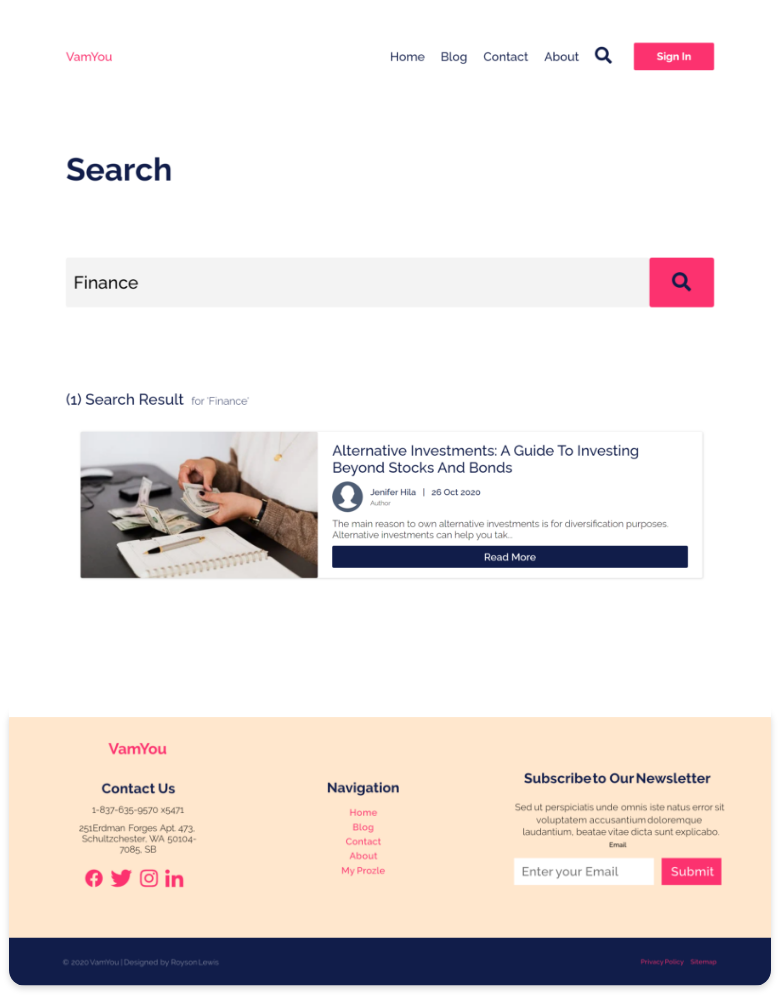 VamYou
Home Blog Contact About
Sign In
Search
Finance
(1) Search Result for 'Finance'
Alternative Investments: A Guide To Investing
Beyond Stocks And Bonds
Jenifer Hila | 26 Oct 2020
Author
The main reason to own alternative investments is for diversification purposes.
Alternative investments can help you tak...
Read More
VamYou
Contact Us
1-837-635-9570 x5471
251Erdman Forges Apt. 473,
Schultzchester, WA 50104-
7085, SB
Navigation
Home
Blog
Contact
About
My Prozle
Subscribe to Our Newsletter
Sed ut perspiciatis unde omnis iste natus error sit
voluptatem accusantium doloremque
laudantium, beatae vitae dicta sunt explicabo.
Email
Enter your Email
Submit
© 2020 VamYou | Designed by Royson Lewis
Privacy Policy Sitemap